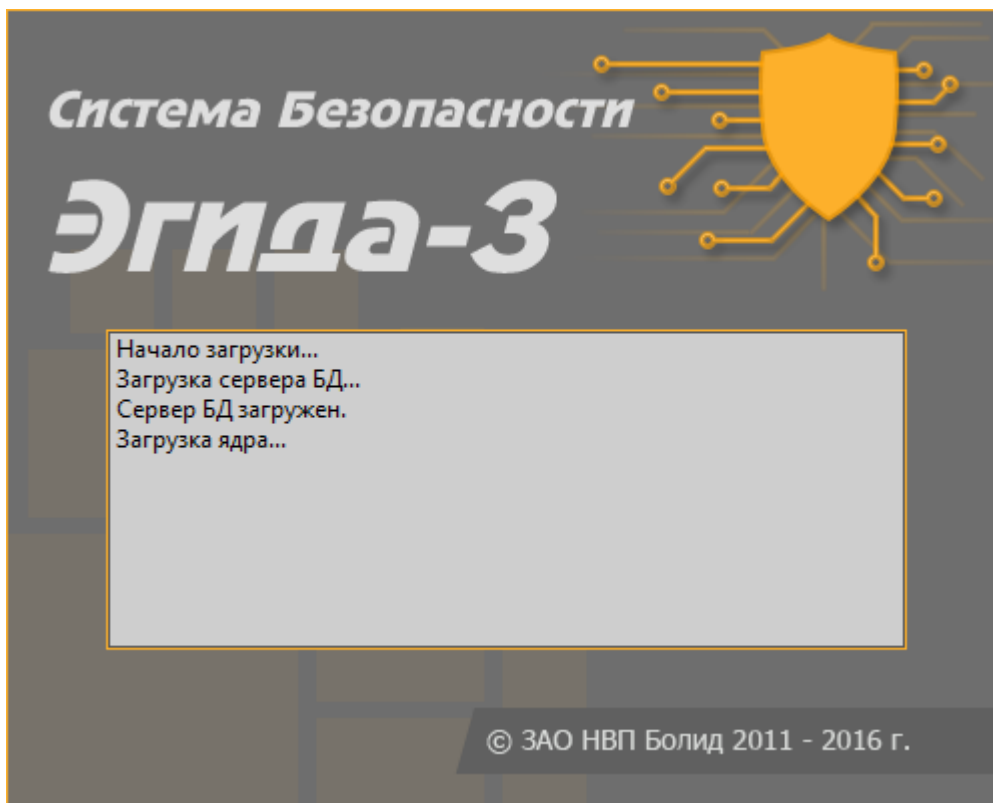 Система Безопасности
Эгида-3
Начало загрузки...
Загрузка сервера БД...
Сервер БД загружен.
Загрузка ядра...
© ЗАО НВП Болид 2011 - 2016 г.